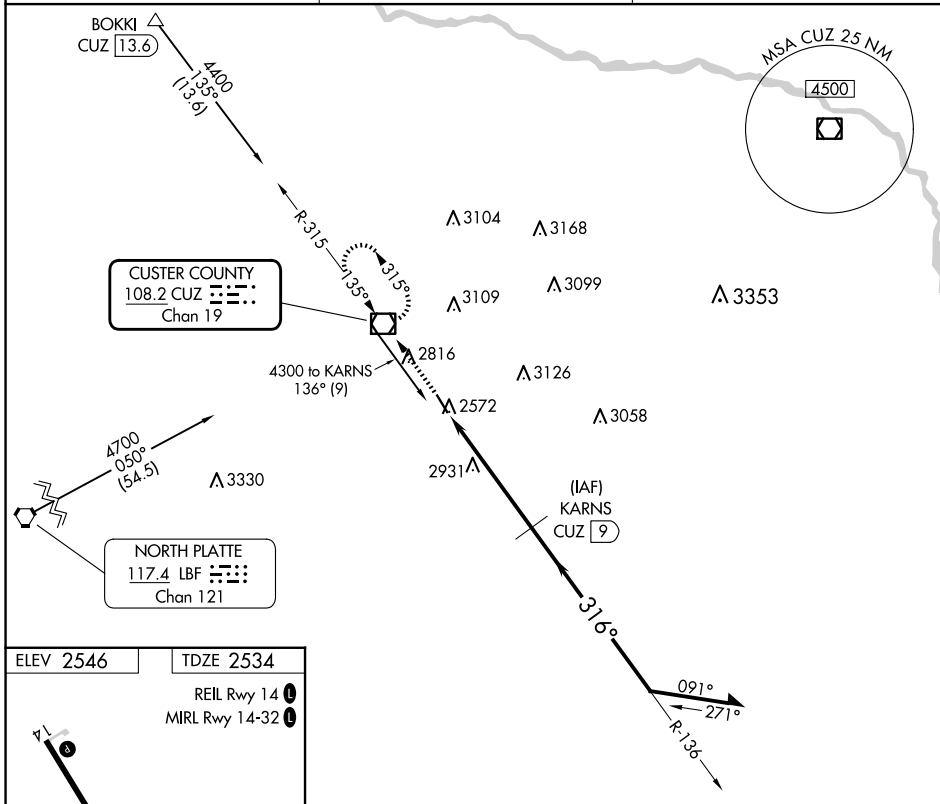 BOKKI
CUZ 13.6
4400
135°
(13.6)
MSA CUZ 25 NM
4500
R-315
135°
315°
3104
3168
3109
3099
3353
CUSTER COUNTY
108.2 CUZ
Chan 19
2816
4300 to KARNS
136° (9)
3126
2572
3058
4700
050°
(54.5)
3330
2931
(IAF)
KARNS
CUZ 9
NORTH PLATTE
117.4 LBF
Chan 121
316°
091°
271°
R-136
ELEV 2546
TDZE 2534
REIL Rwy 14 L
MIRL Rwy 14-32 L
14
P